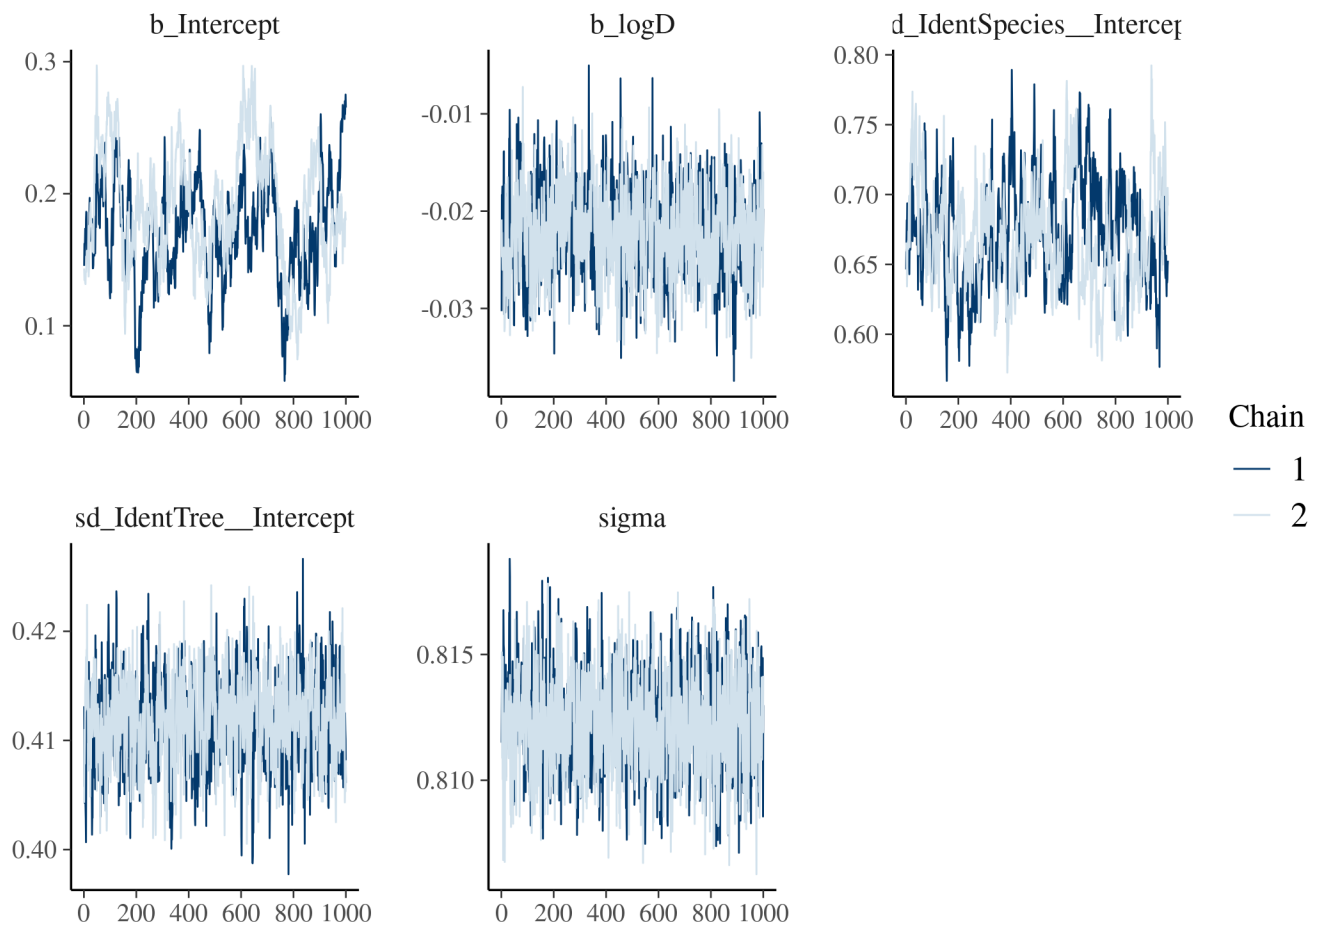 b_Intercept
b_logD
d_IdentSpecies__Intercep
0.3
0.2
0.1
0 200 400 600 800 1000
-0.01
-0.02
-0.03
0 200 400 600 800 1000
0.80
0.75
0.70
0.65
0.60
0 200 400 600 800 1000
Chain
1
2
sd_IdentTree__Intercept
sigma
0.42
0.41
0.40
0 200 400 600 800 1000
0.815
0.810
0 200 400 600 800 1000